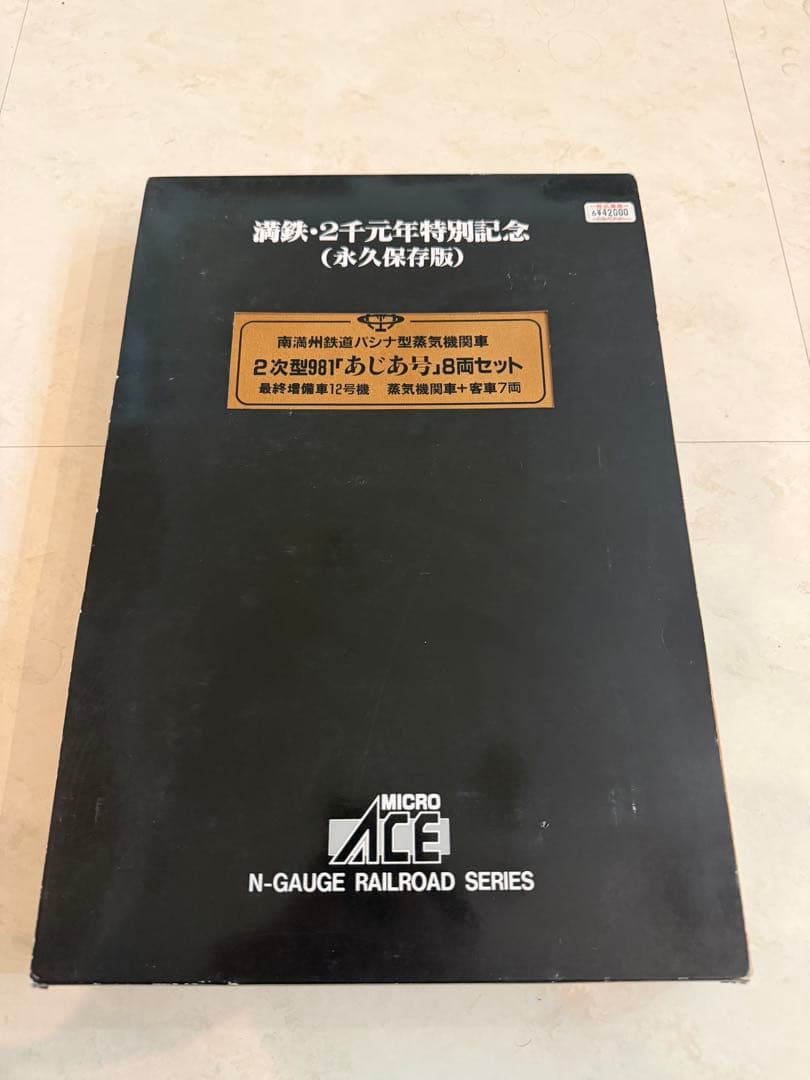 ¥42000
満鉄・2千元年特別記念
(永久保存版)
南満州鉄道パシナ型蒸気機関車
2次型981「あじあ号」8両セット
最終増備車12号機 蒸気機関車+客車7両
MICRO
ACE
N-GAUGE RAILROAD SERIES